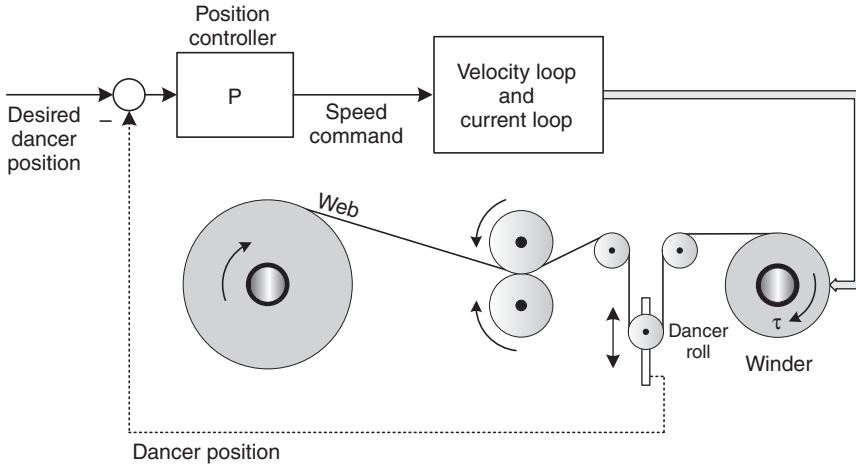 Position
controller
P
Velocity loop
and
current loop
Desired
dancer
position
–
Speed
command
Web
Dancer
roll
τ
Winder
Dancer position